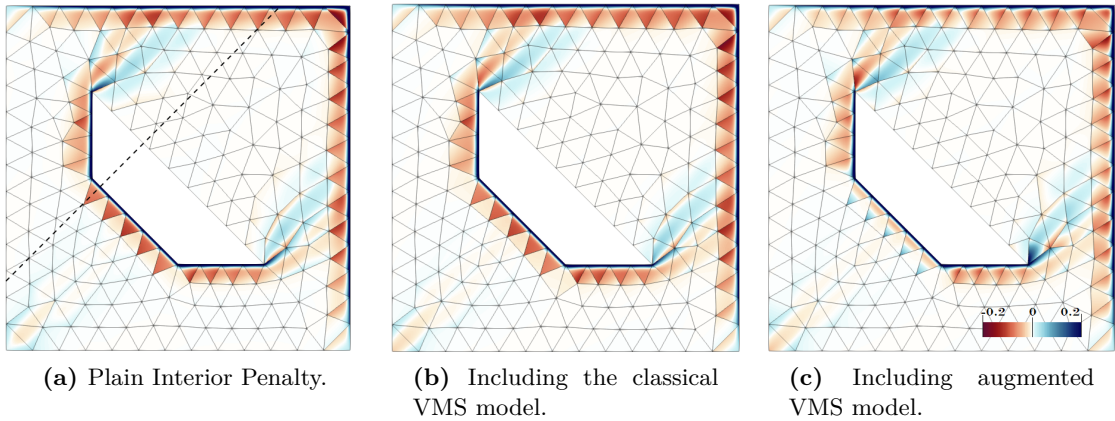 -0.2 0 0.2
(a) Plain Interior Penalty.
(b) Including the classical
VMS model.
(c) Including augmented
VMS model.